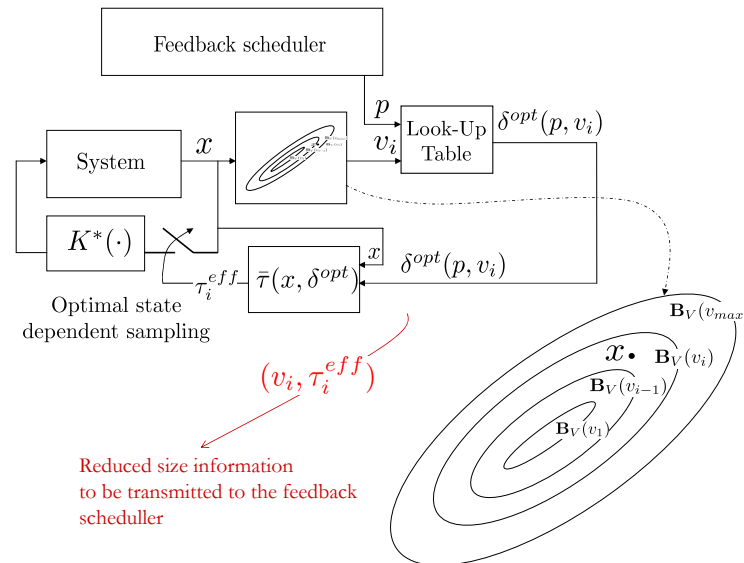 Feedback scheduler
p
x
v_i
Look-Up
Table
δ^{opt}(p, v_i)
System
K*(·)
x
τ̄(x, δ^{opt})
δ^{opt}(p, v_i)
τ_i^{eff}
Optimal state
dependent sampling
B_V(v_{max}
x
B_V(v_i)
B_V(v_{i−1})
B_V(v_1)
(v_i, τ_i^{eff})
Reduced size information
to be transmitted to the feedback
scheduller